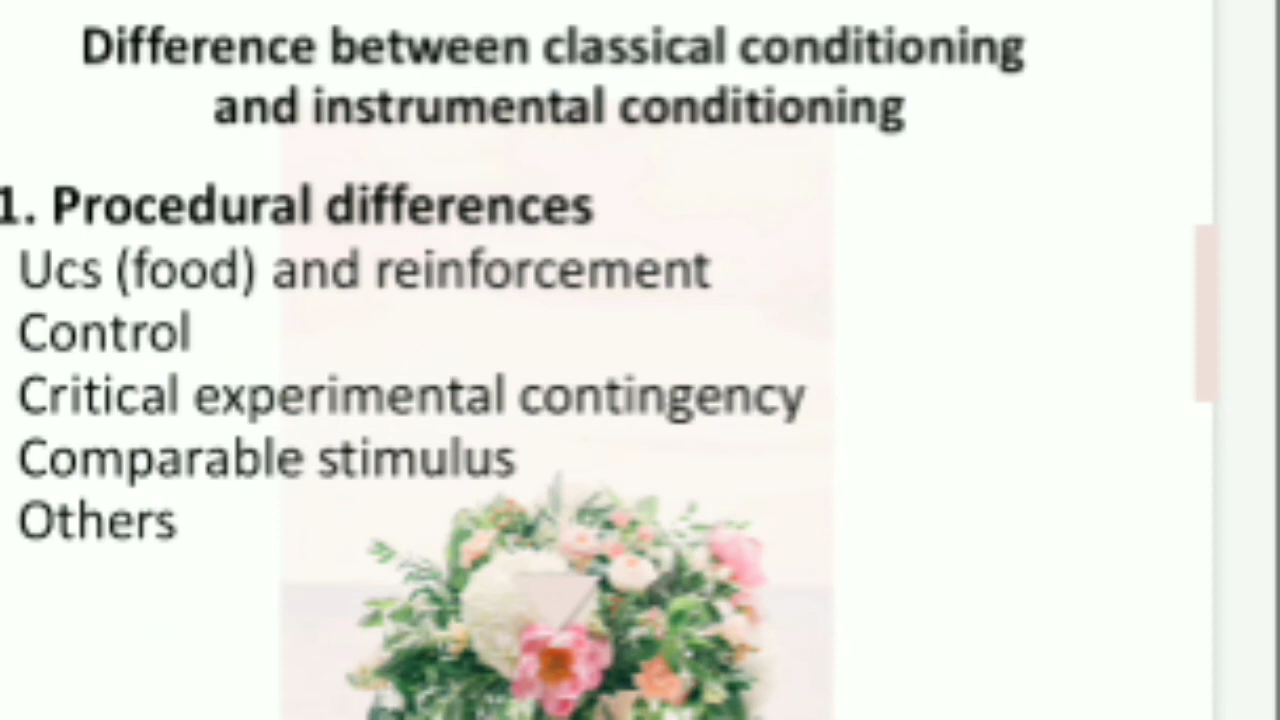 Difference between classical conditioning
and instrumental conditioning
1. Procedural differences
Ucs (food) and reinforcement
Control
Critical experimental contingency
Comparable stimulus
Others